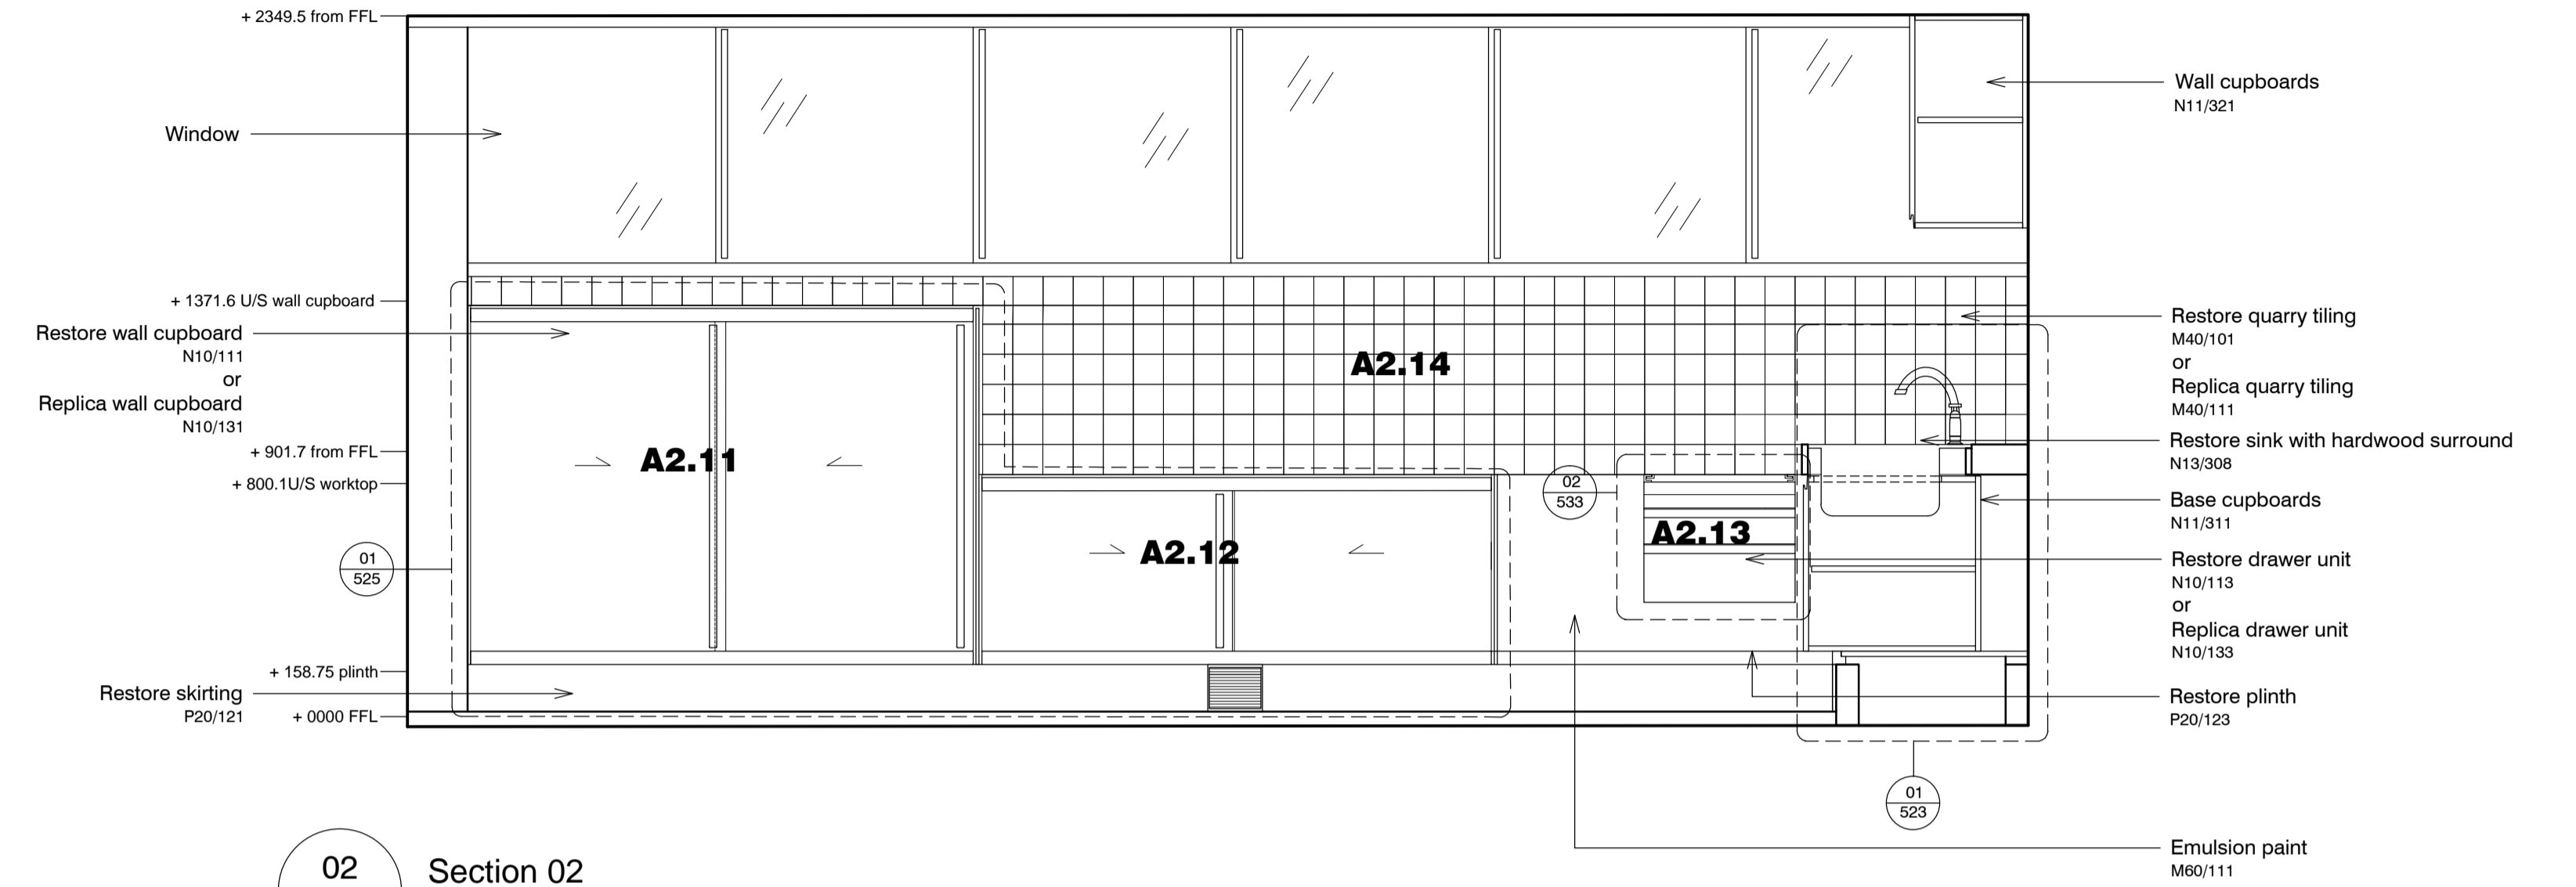 + 2349.5 from FFL
Window
+ 1371.6 U/S wall cupboard
Restore wall cupboard
N10/111
or
Replica wall cupboard
N10/131
+ 901.7 from FFL
+ 800.1U/S worktop
01
525
+ 158.75 plinth
Restore skirting
P20/121
+ 0000 FFL
A2.11
A2.12
A2.14
02
533
A2.13
Wall cupboards
N11/321
Restore quarry tiling
M40/101
or
Replica quarry tiling
M40/111
Restore sink with hardwood surround
N13/308
Base cupboards
N11/311
Restore drawer unit
N10/113
or
Replica drawer unit
N10/133
Restore plinth
P20/123
01
523
Emulsion paint
M60/111
02
Section 02